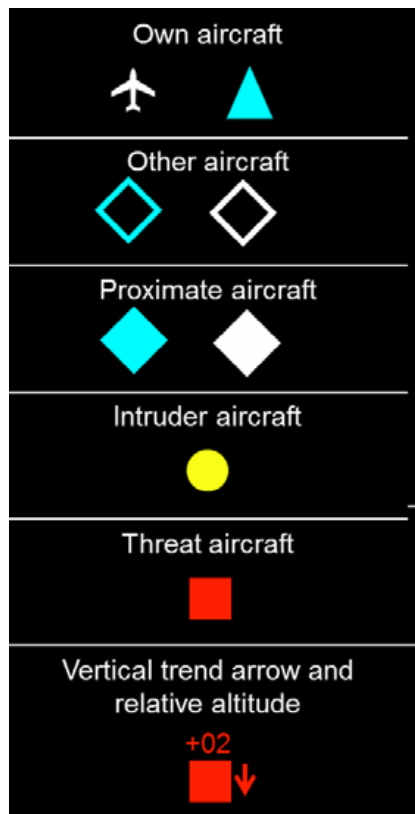 Own aircraft
Other aircraft
Proximate aircraft
Intruder aircraft
Threat aircraft
Vertical trend arrow and
relative altitude
+02